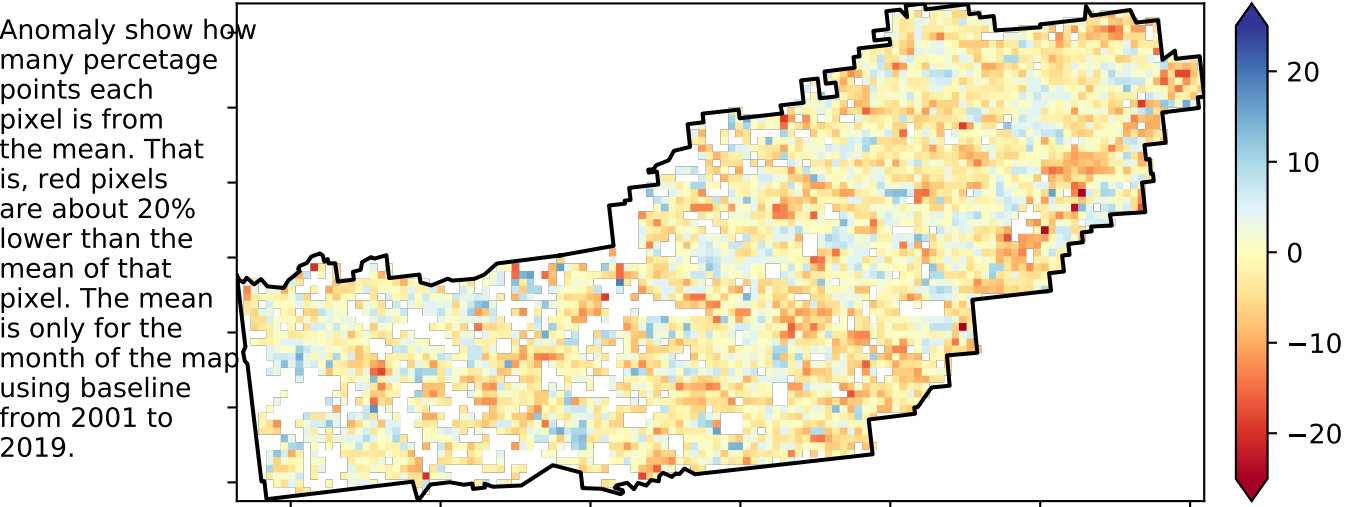 Anomaly show how
many percetage
points each
pixel is from
the mean. That
is, red pixels
are about 20%
lower than the
mean of that
pixel. The mean
is only for the
month of the map
using baseline
from 2001 to
2019.
20
10
0
−10
−20